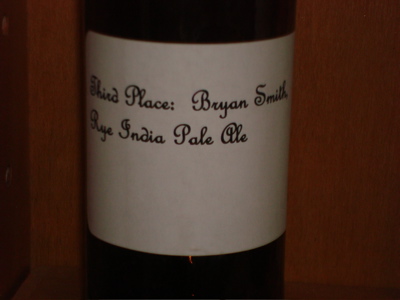 Third Place: Bryan Smith,
Rye India Pale Ale